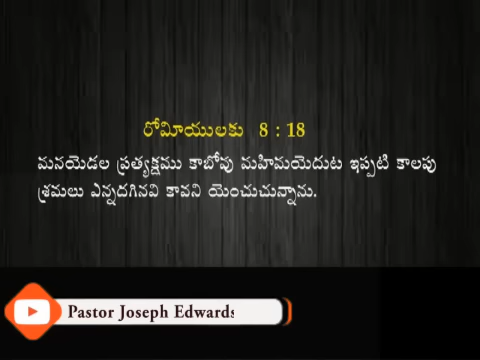 రోమీయులకు 8 : 18
మనయెడల ప్రత్యక్షము కాబోవు మహిమయెదుట ఇప్పటి కాలపు
శ్రమలు ఎన్నదగినవి కావని యెంచుచున్నాను.
Pastor Joseph Edwards